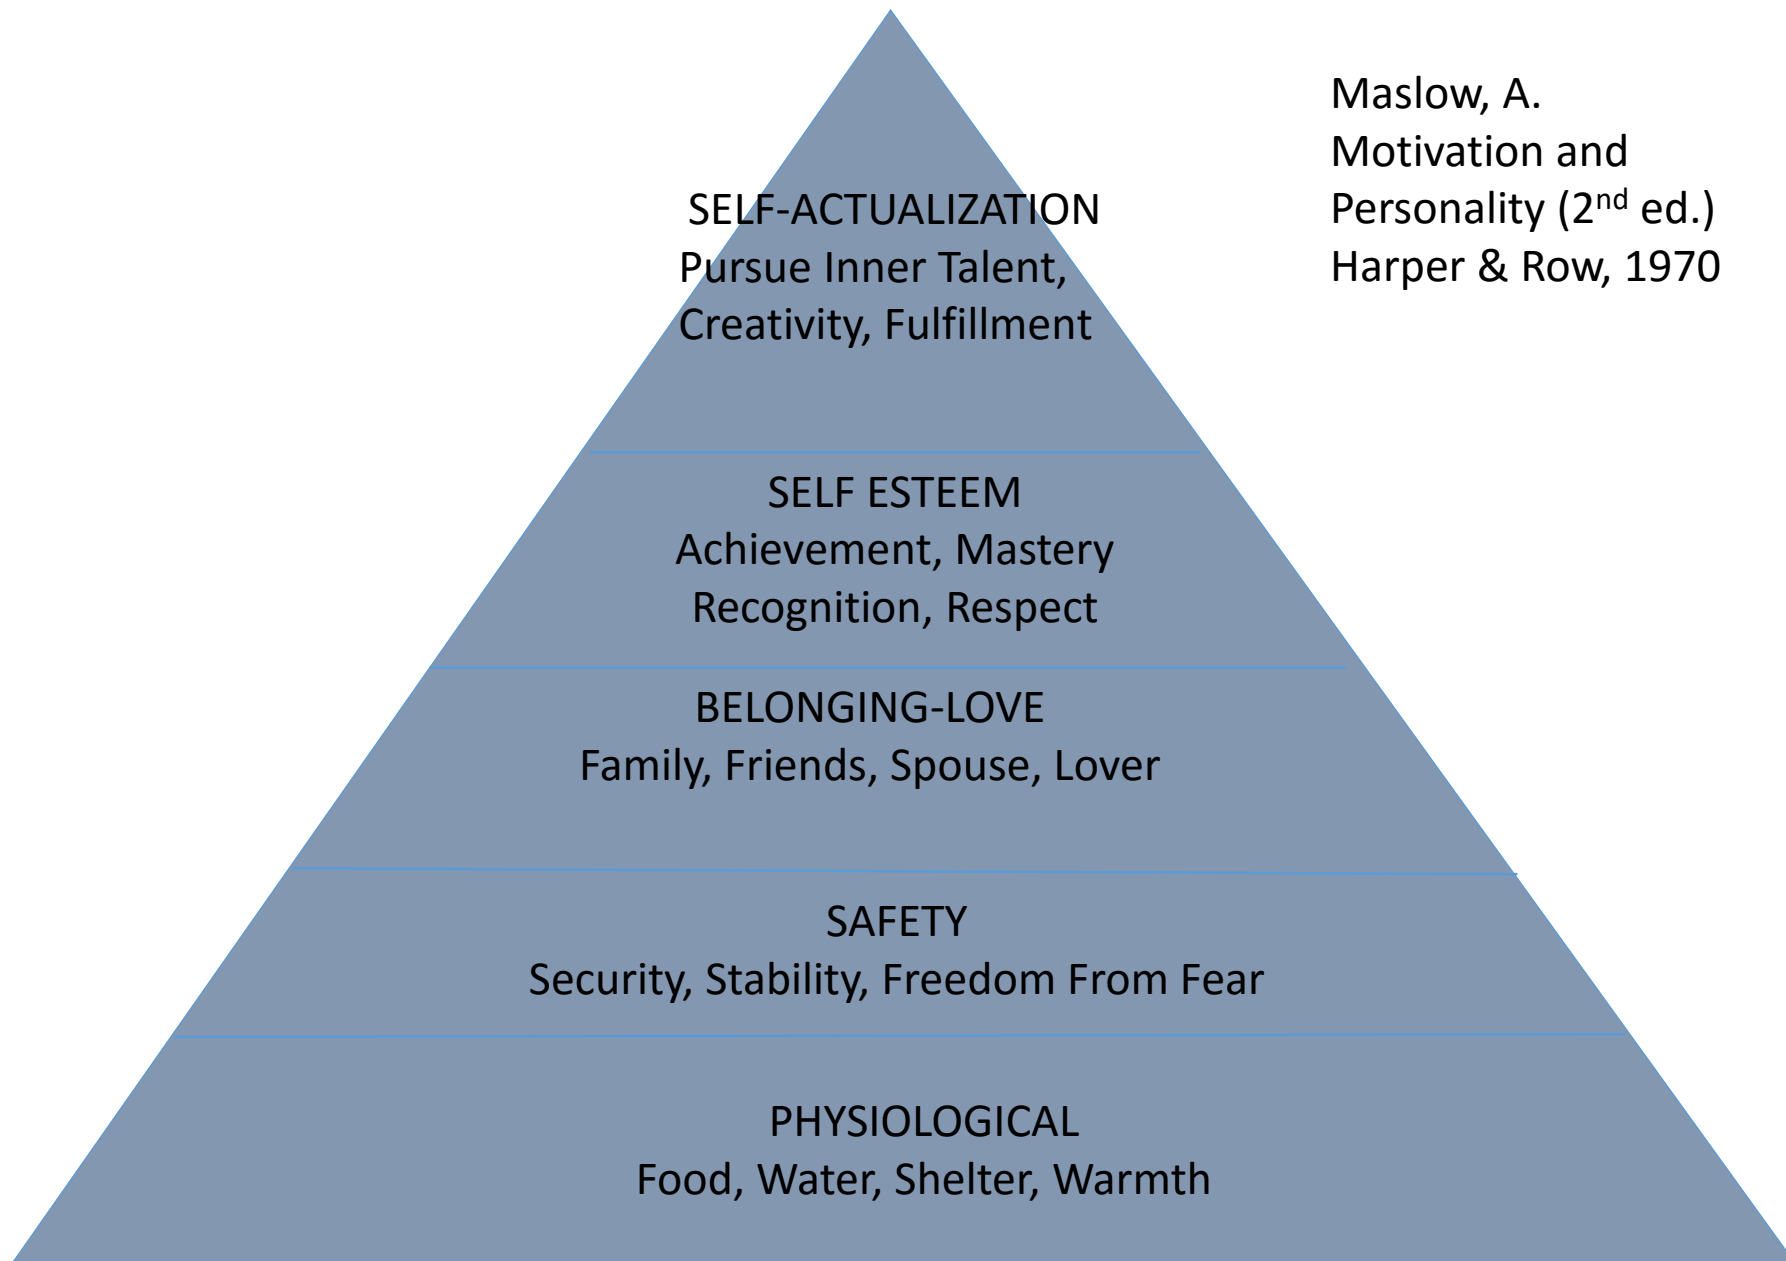 Maslow, A.
Motivation and
Personality (2nd ed.)
Harper & Row, 1970
SELF-ACTUALIZATION
Pursue Inner Talent,
Creativity, Fulfillment
SELF ESTEEM
Achievement, Mastery
Recognition, Respect
BELONGING-LOVE
Family, Friends, Spouse, Lover
SAFETY
Security, Stability, Freedom From Fear
PHYSIOLOGICAL
Food, Water, Shelter, Warmth